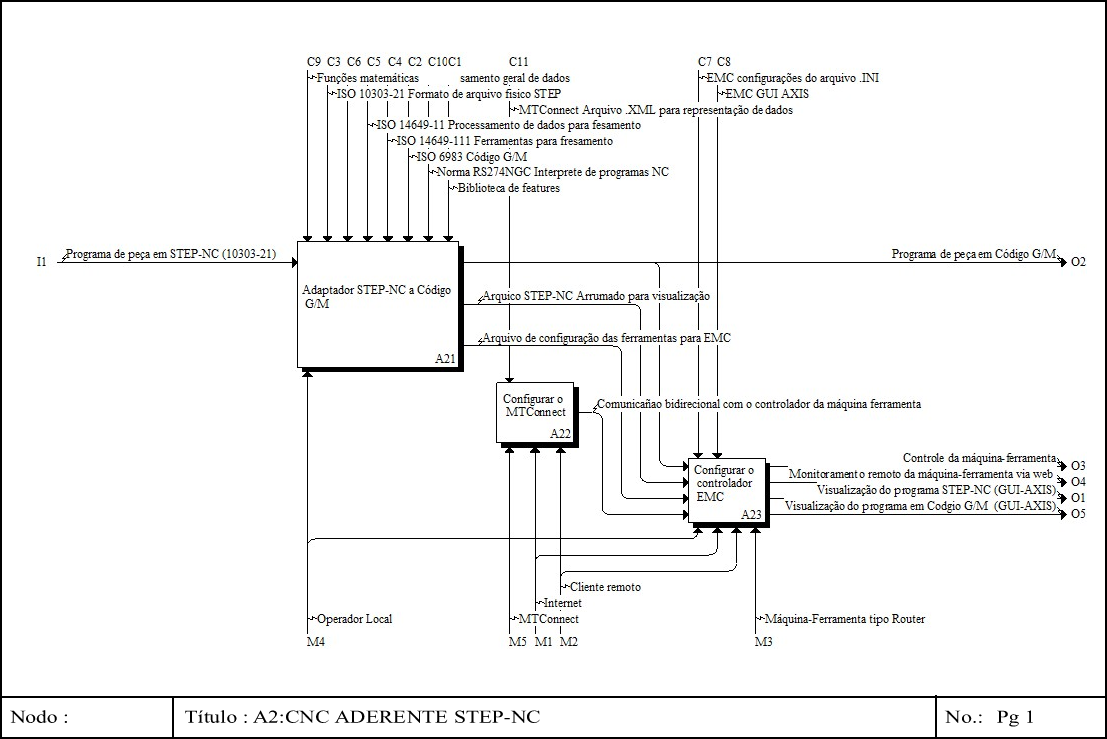 C9 C3 C6 C5 C4 C2 C10C1 C11 C7 C8
Funções matemáticas samento geral de dados EMC configurações do arquivo .INI
ISO 10303-21 Formato de arquivo fisico STEP EMC GUI AXIS
MTConnect Arquivo .XML para representação de dados
ISO 14649-11 Processamento de dados para fesamento
ISO 14649-111 Ferramentas para fresamento
ISO 6983 Código G/M
Norma RS274NGC Interprete de programas NC
Biblioteca de features
I1 Programa de peça em STEP-NC (10303-21)
Programa de peça em Código G/M O2
Adaptador STEP-NC a Código
G/M
A21
Arquico STEP-NC Arrumado para visualização
Arquivo de configuração das ferramentas para EMC
Configurar o
MTConnect
A22
Comunicañao bidirecional com o controlador da máquina ferramenta
Configurar o
controlador
EMC
A23
Controle da máquina-ferramenta O3
Monitoramento remoto da máquina-ferramenta via web O4
Visualização do programa STEP-NC (GUI-AXIS) O1
Visualização do programa em Codgio G/M (GUI-AXIS) O5
Cliente remoto
Internet
Operador Local MTConnect Máquina-Ferramenta tipo Router
M4 M5 M1 M2 M3
Nodo : Título : A2:CNC ADERENTE STEP-NC No.: Pg 1